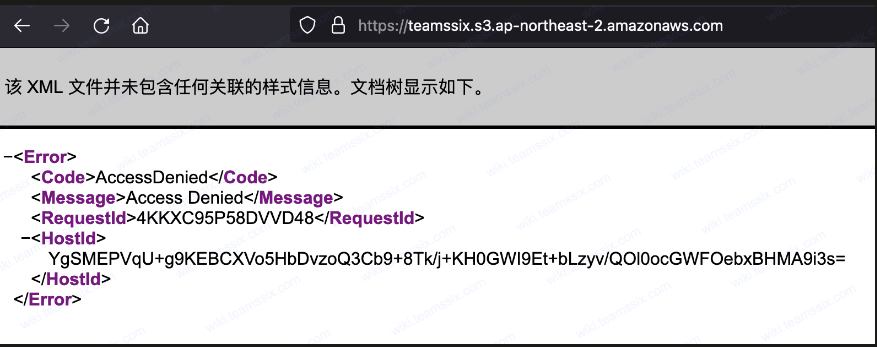 https://teamssix.s3.ap-northeast-2.amazonaws.com
该 XML 文件并未包含任何关联的样式信息。文档树显示如下。
−<Error>
<Code>AccessDenied</Code>
<Message>Access Denied</Message>
<RequestId>4KKXC95P58DVVD48</RequestId>
−<HostId>
YgSMEPVqU+g9KEBCXVo5HbDvzoQ3Cb9+8Tk/j+KH0GWI9Et+bLzyv/QOl0ocGWFOebxBHMA9i3s=
</HostId>
</Error>
wiki.teamssix.com